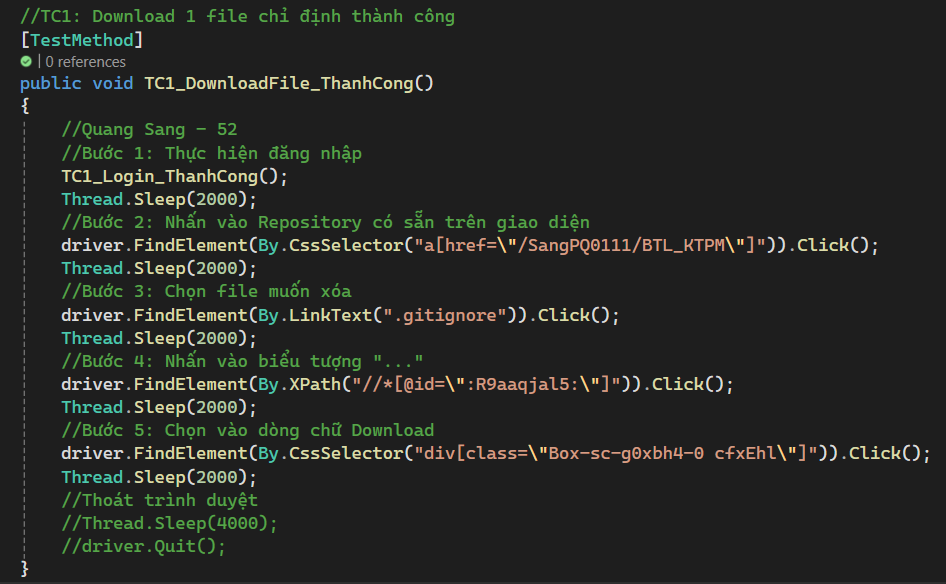 //TC1: Download 1 file chỉ định thành công
[TestMethod]
| 0 references
public void TC1_DownloadFile_ThanhCong()
{
//Quang Sang - 52
//Bước 1: Thực hiện đăng nhập
TC1_Login_ThanhCong();
Thread.Sleep(2000);
//Bước 2: Nhấn vào Repository có sẵn trên giao diện
driver.FindElement(By.CssSelector("a[href=\"/SangPQ0111/BTL_KTPM\"]")).Click();
Thread.Sleep(2000);
//Bước 3: Chọn file muốn xóa
driver.FindElement(By.LinkText(".gitignore")).Click();
Thread.Sleep(2000);
//Bước 4: Nhấn vào biểu tượng "..."
driver.FindElement(By.XPath("//*[@id=\":R9aaqjal5:\"]")).Click();
Thread.Sleep(2000);
//Bước 5: Chọn vào dòng chữ Download
driver.FindElement(By.CssSelector("div[class=\"Box-sc-g0xbh4-0 cfxEhl\"]")).Click();
Thread.Sleep(2000);
//Thoát trình duyệt
//Thread.Sleep(4000);
//driver.Quit();
}